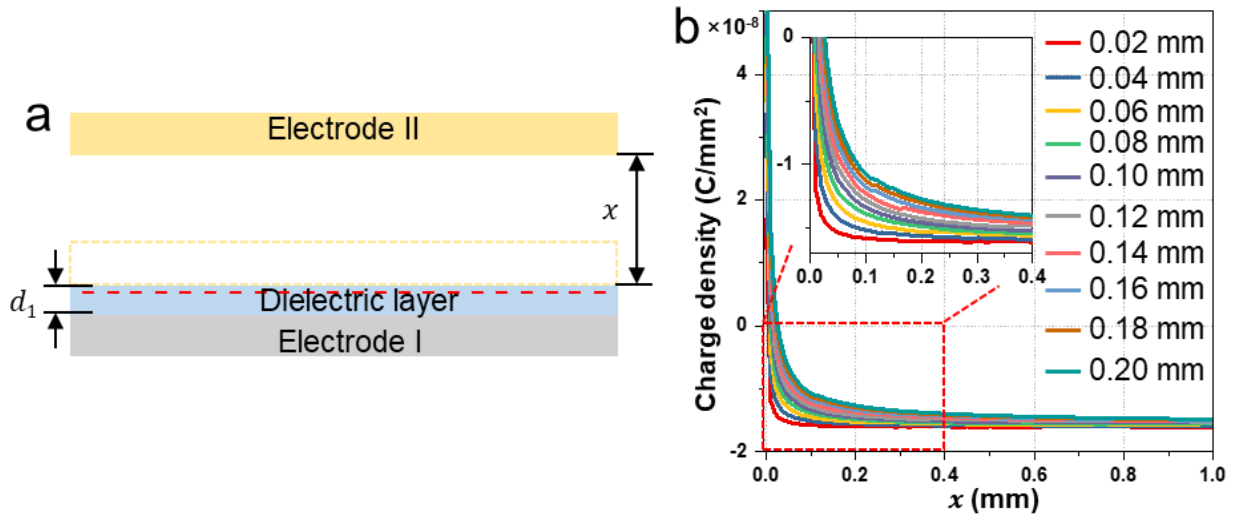 a
Electrode II
x
d₁
Dielectric layer
Electrode I
b
×10⁻⁸
Charge density (C/mm²)
4
2
0
-2
0.0 0.2 0.4 0.6 0.8 1.0
x (mm)
0
-1
0.0 0.1 0.2 0.3 0.4
0.02 mm
0.04 mm
0.06 mm
0.08 mm
0.10 mm
0.12 mm
0.14 mm
0.16 mm
0.18 mm
0.20 mm